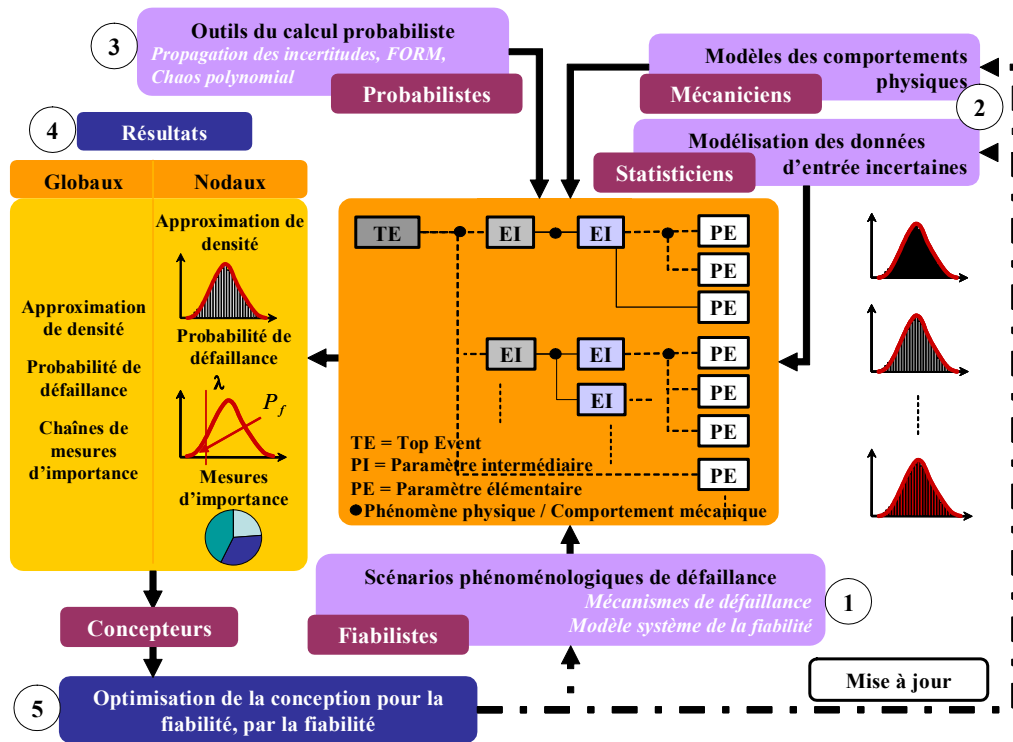 3
Outils du calcul probabiliste
Propagation des incertitudes, FORM,
Chaos polynomial
Probabilistes
Modèles des comportements
physiques
Mécaniciens
2
Modélisation des données
d'entrée incertaines
Statisticiens
4
Résultats
Globaux
Nodaux
Approximation
de densité
Probabilité de
défaillance
Chaînes de
mesures
d'importance
Approximation de
densité
Probabilité de
défaillance
λ
P_f
Mesures
d'importance
TE
EI
EI
PE
PE
PE
EI
EI
PE
EI
PE
PE
PE
TE = Top Event
PI = Paramètre intermédiaire
PE = Paramètre élémentaire
●Phénomène physique / Comportement mécanique
Scénarios phénoménologiques de défaillance
Mécanismes de défaillance
Modèle système de la fiabilité
Fiabilistes
1
Concepteurs
5
Optimisation de la conception pour la
fiabilité, par la fiabilité
Mise à jour